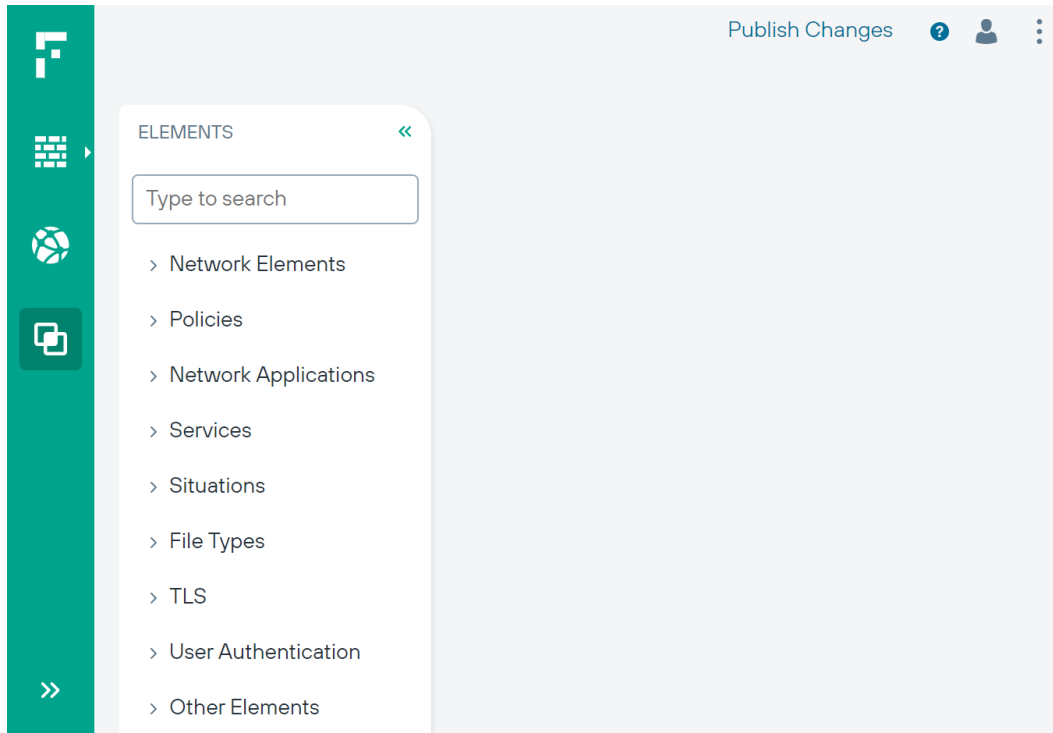 Publish Changes
?
ELEMENTS
Type to search
Network Elements
Policies
Network Applications
Services
Situations
File Types
TLS
User Authentication
Other Elements